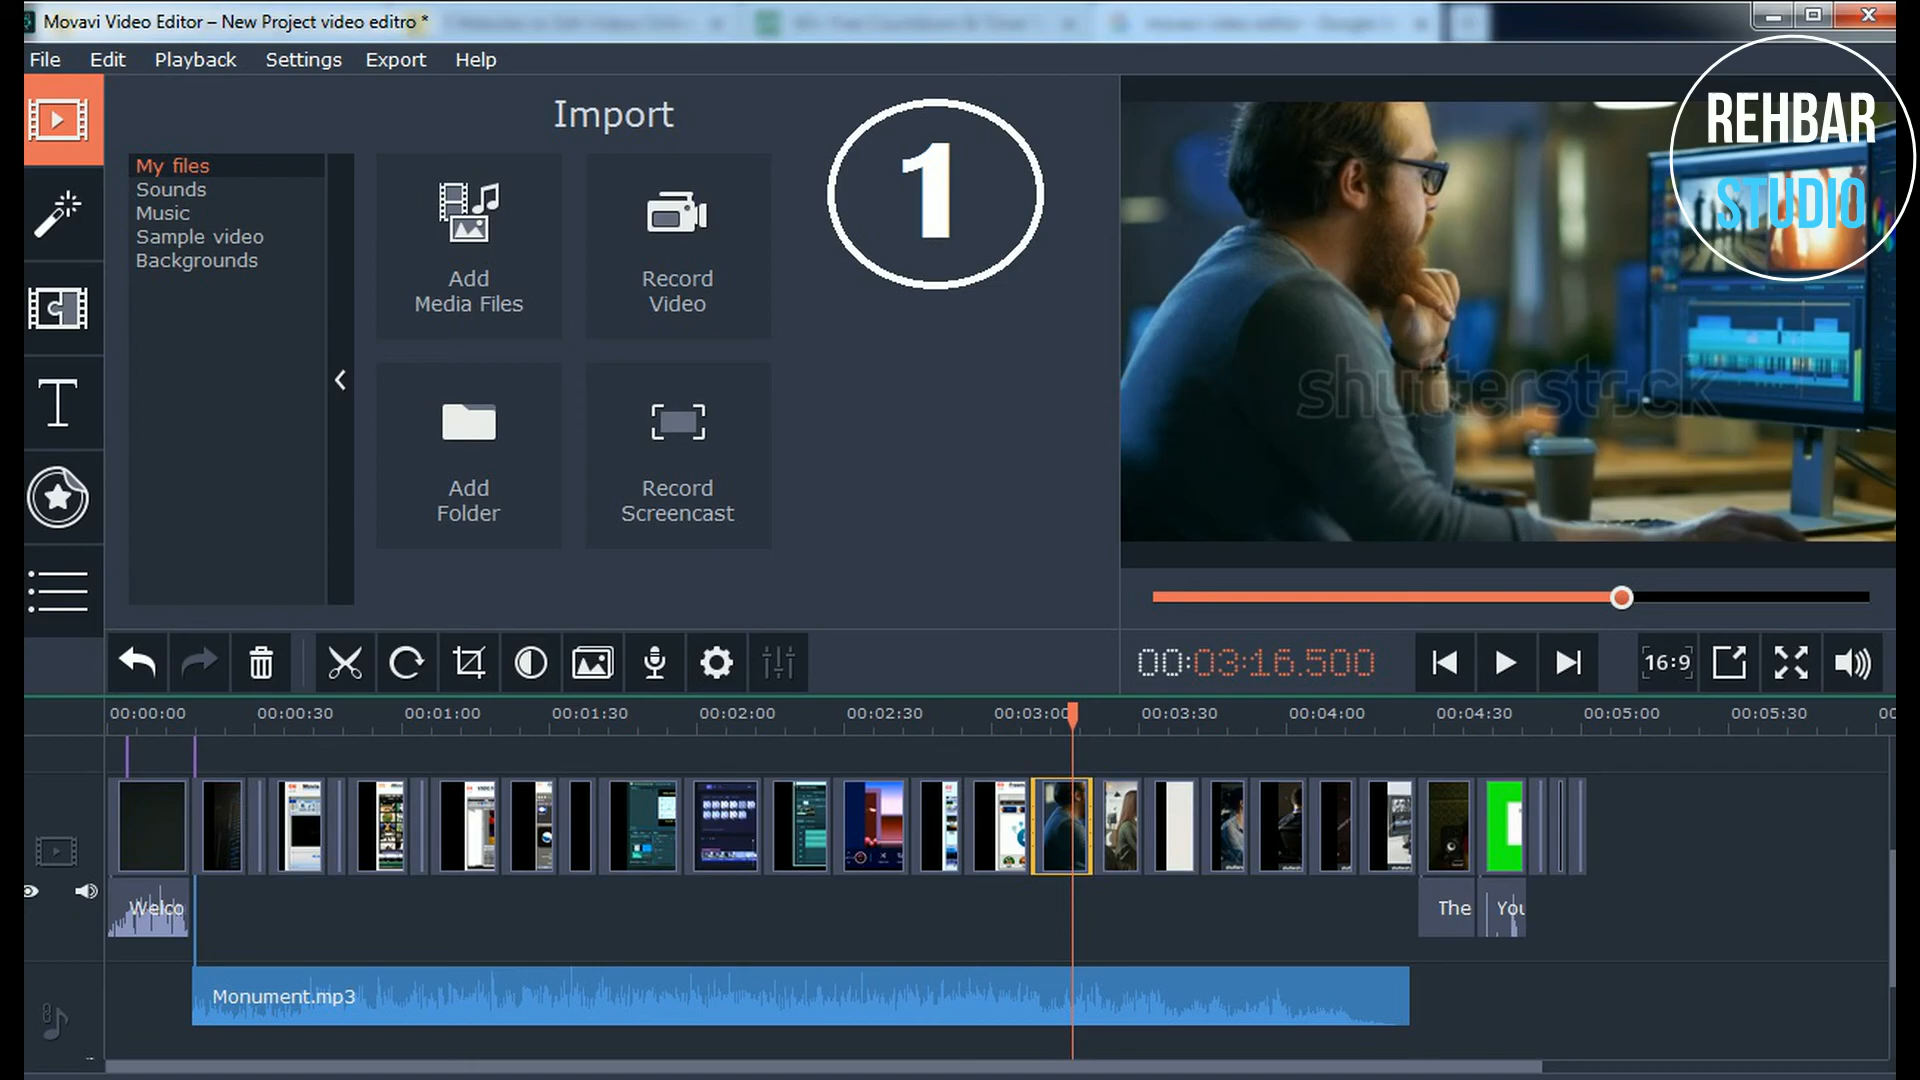 Movavi Video Editor – New Project video editro *
File Edit Playback Settings Export Help
REHBAR
STUDIO
Import
1
My files
Sounds
Music
Sample video
Backgrounds
Add
Media Files
Record
Video
Add
Folder
Record
Screencast
shutterstock
00:03:16.500
16:9
00:00:00 00:00:30 00:01:00 00:01:30 00:02:00 00:02:30 00:03:00 00:03:30 00:04:00 00:04:30 00:05:00 00:05:30
Welco
The
You
Monument.mp3